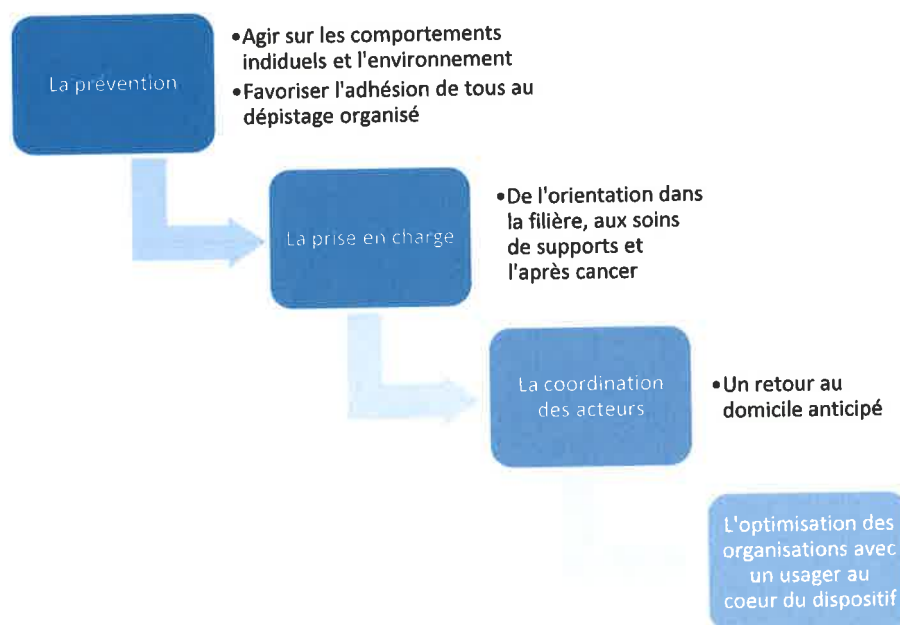 La prévention
•Agir sur les comportements
indiduels et l'environnement
•Favoriser l'adhésion de tous au
dépistage organisé
La prise en charge
•De l'orientation dans
la filière, aux soins
de supports et
l'après cancer
La coordination
des acteurs
•Un retour au
domicile anticipé
L'optimisation des
organisations avec
un usager au
coeur du dispositif